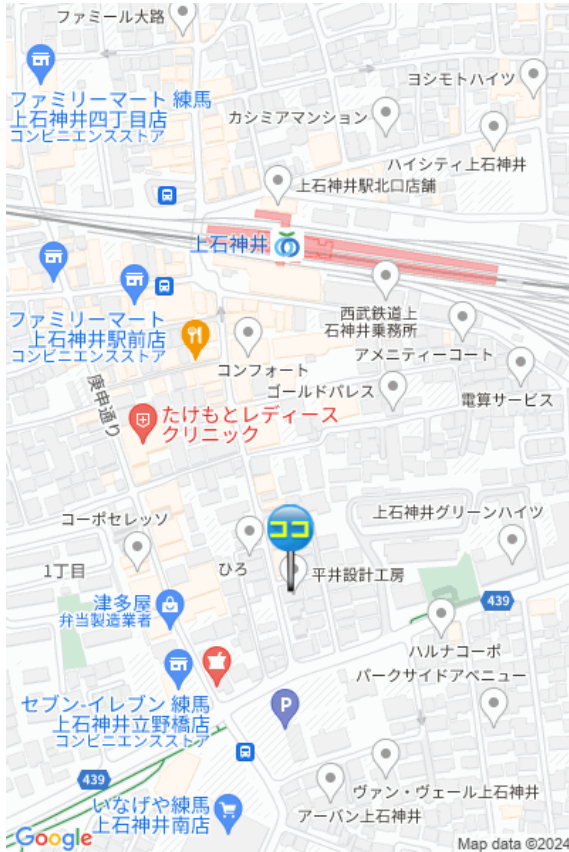 ファミール大路
ヨシモトハイツ
ファミリーマート 練馬
上石神井四丁目店
コンビニエンスストア
カシミアマンション
ハイシティ上石神井
上石神井駅北口店舗
上石神井
西武鉄道上
石神井乗務所
ファミリーマート
上石神井駅前店
コンビニエンスストア
アメニティーコート
コンフォート
ゴールドパレス
電算サービス
庚申通り
たけもとレディース
クリニック
コーポセレッソ
上石神井グリーンハイツ
ココ
ひろ
平井設計工房
1丁目
津多屋
弁当製造業者
439
ハルナコーポ
パークサイドアベニュー
セブン-イレブン 練馬
上石神井立野橋店
コンビニエンスストア
P
439
ヴァン・ヴェール上石神井
いなげや練馬
上石神井南店
アーバン上石神井
Google
Map data ©2024